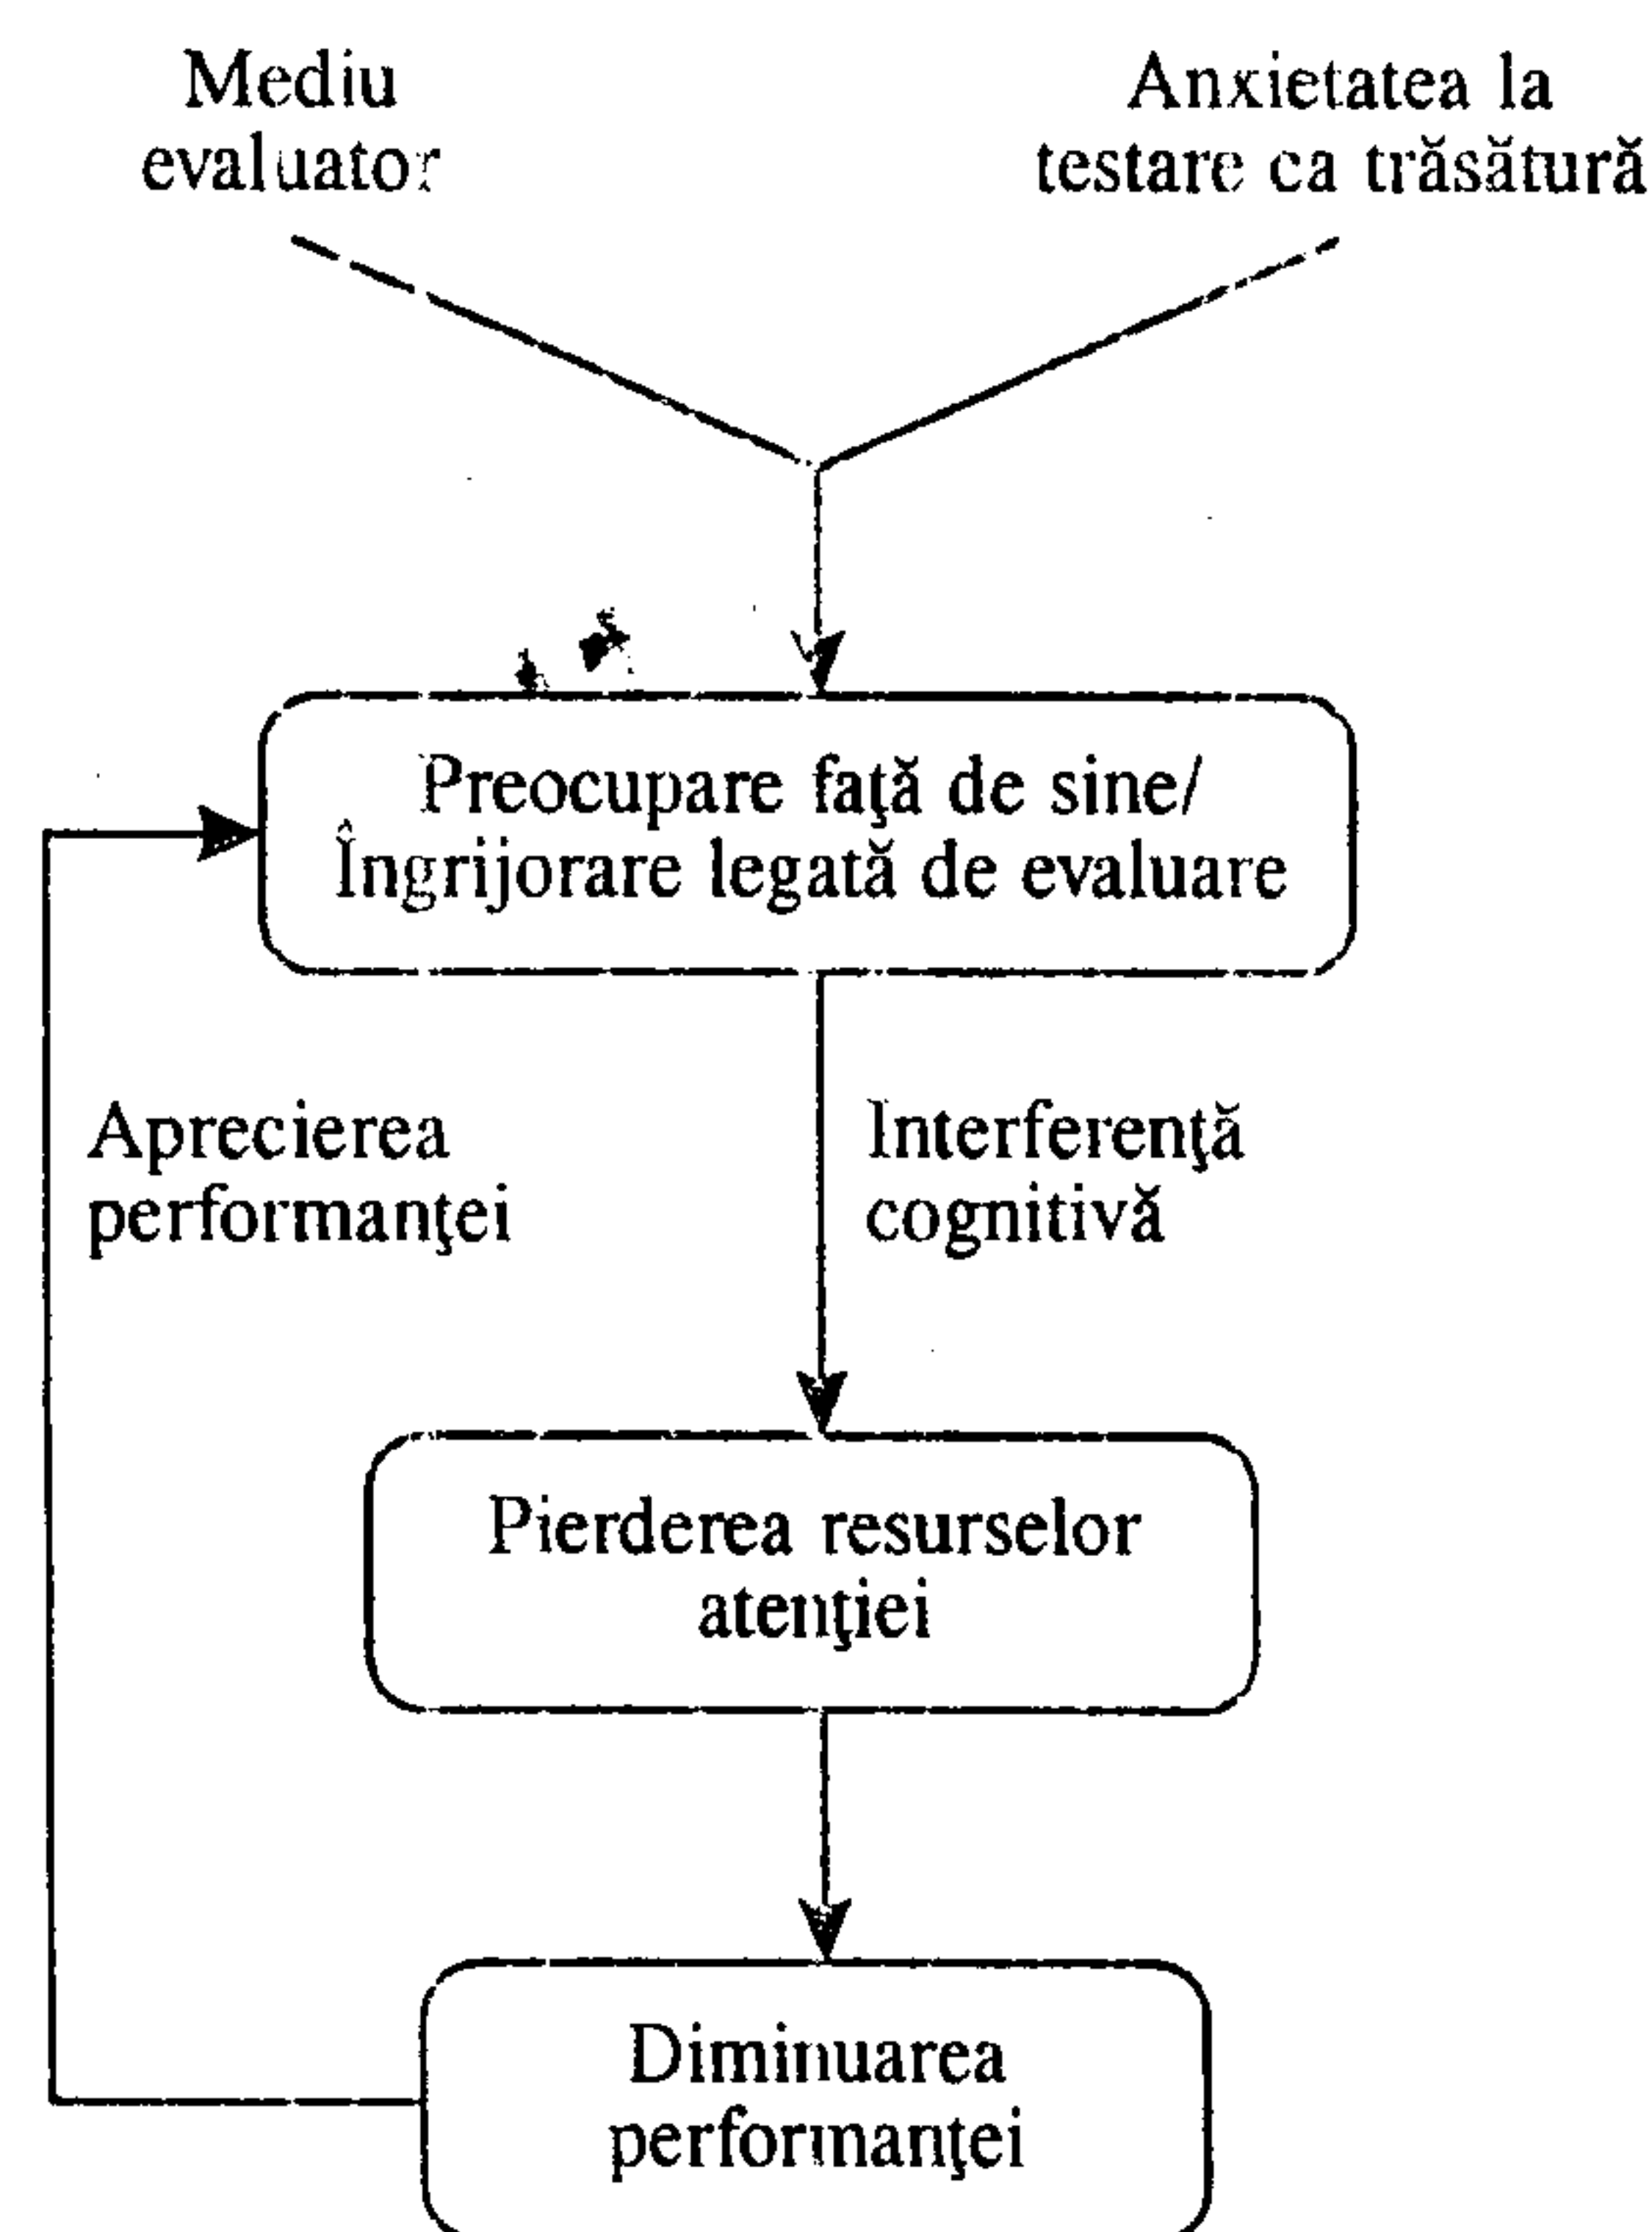 Mediu
evaluator
Anxietatea la
testare ca trăsătură
Preocupare faţă de sine/
Îngrijorare legată de evaluare
Aprecierea
performanţei
Interferenţă
cognitivă
Pierderea resurselor
atenţiei
Diminuarea
performanţei